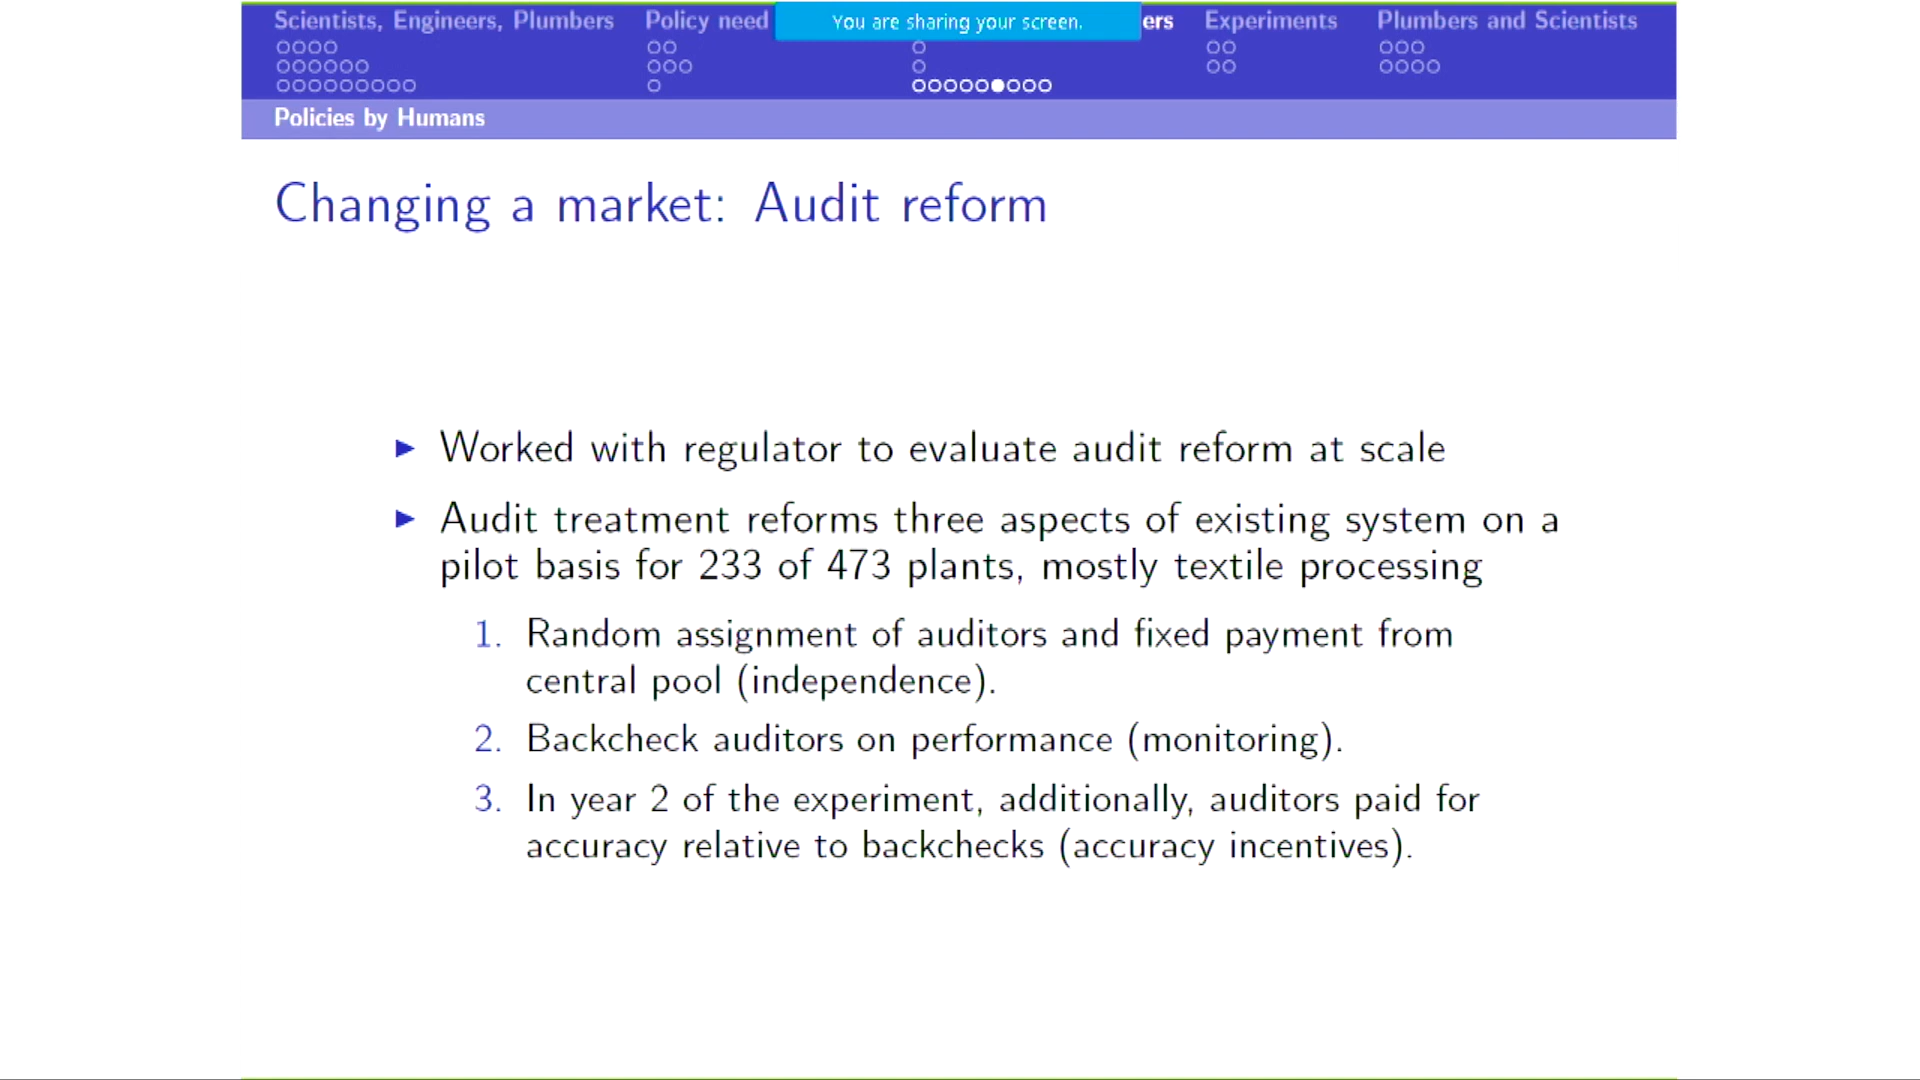 Scientists, Engineers, Plumbers Policy need ers Experiments Plumbers and Scientists
You are sharing your screen.
Policies by Humans
Changing a market: Audit reform
Worked with regulator to evaluate audit reform at scale
Audit treatment reforms three aspects of existing system on a
pilot basis for 233 of 473 plants, mostly textile processing
1. Random assignment of auditors and fixed payment from
central pool (independence).
2. Backcheck auditors on performance (monitoring).
3. In year 2 of the experiment, additionally, auditors paid for
accuracy relative to backchecks (accuracy incentives).